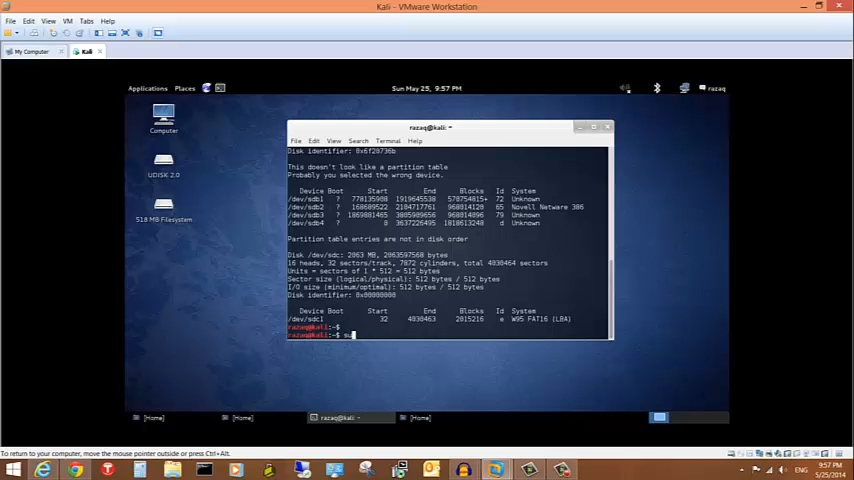 Kali - VMware Workstation
File Edit View VM Tabs Help
My Computer Kali
Applications Places Sun May 25, 9:57 PM razaq
Computer
UDISK 2.0
518 MB Filesystem
razaq@kali: ~
File Edit View Search Terminal Help
Disk identifier: 0x6f20736b
This doesn't look like a partition table
Probably you selected the wrong device.
Device Boot Start End Blocks Id System
/dev/sdb1 ? 778135908 1919645538 570754815+ 72 Unknown
/dev/sdb2 ? 168689522 2104717761 968014120 65 Novell Netware 386
/dev/sdb3 ? 1869881465 3805909656 968014096 79 Unknown
/dev/sdb4 ? 0 3637226495 1818613248 d Unknown
Partition table entries are not in disk order
Disk /dev/sdc: 2063 MB, 2063597568 bytes
16 heads, 32 sectors/track, 7872 cylinders, total 4030464 sectors
Units = sectors of 1 * 512 = 512 bytes
Sector size (logical/physical): 512 bytes / 512 bytes
I/O size (minimum/optimal): 512 bytes / 512 bytes
Disk identifier: 0x00000000
Device Boot Start End Blocks Id System
/dev/sdc1 32 4030463 2015216 e W95 FAT16 (LBA)
razaq@kali:~$
razaq@kali:~$ su
[Home] [Home] razaq@kali: ~ [Home]
To return to your computer, move the mouse pointer outside or press Ctrl+Alt.
ENG
9:57 PM
5/25/2014